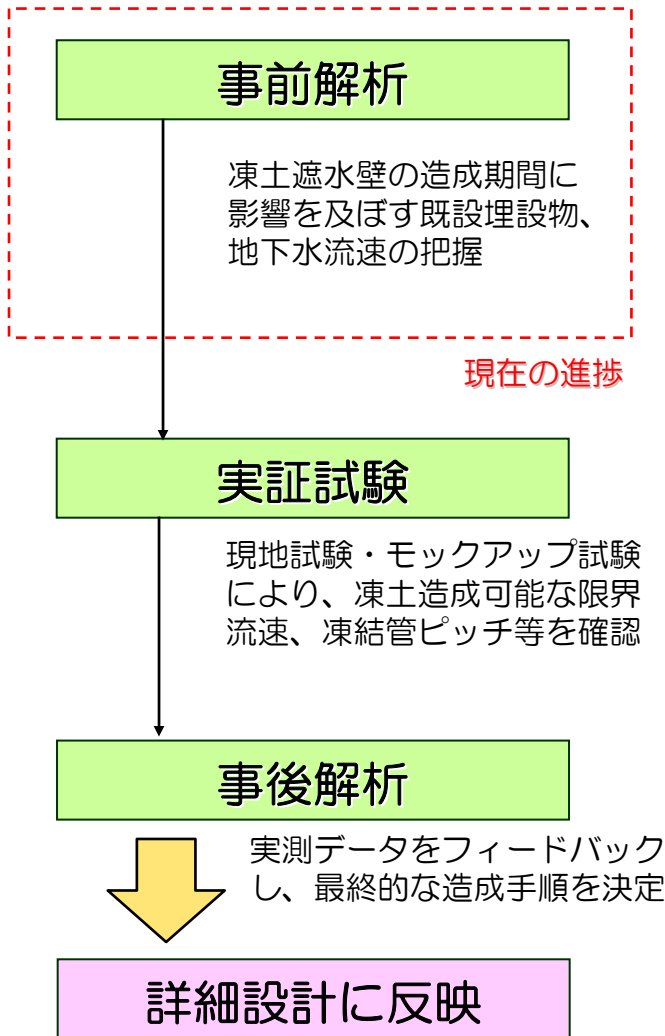 事前解析
凍土遮水壁の造成期間に
影響を及ぼす既設埋設物、
地下水流速の把握
現在の進捗
実証試験
現地試験・モックアップ試験
により、凍土造成可能な限界
流速、凍結管ピッチ等を確認
事後解析
実測データをフィードバック
し、最終的な造成手順を決定
詳細設計に反映